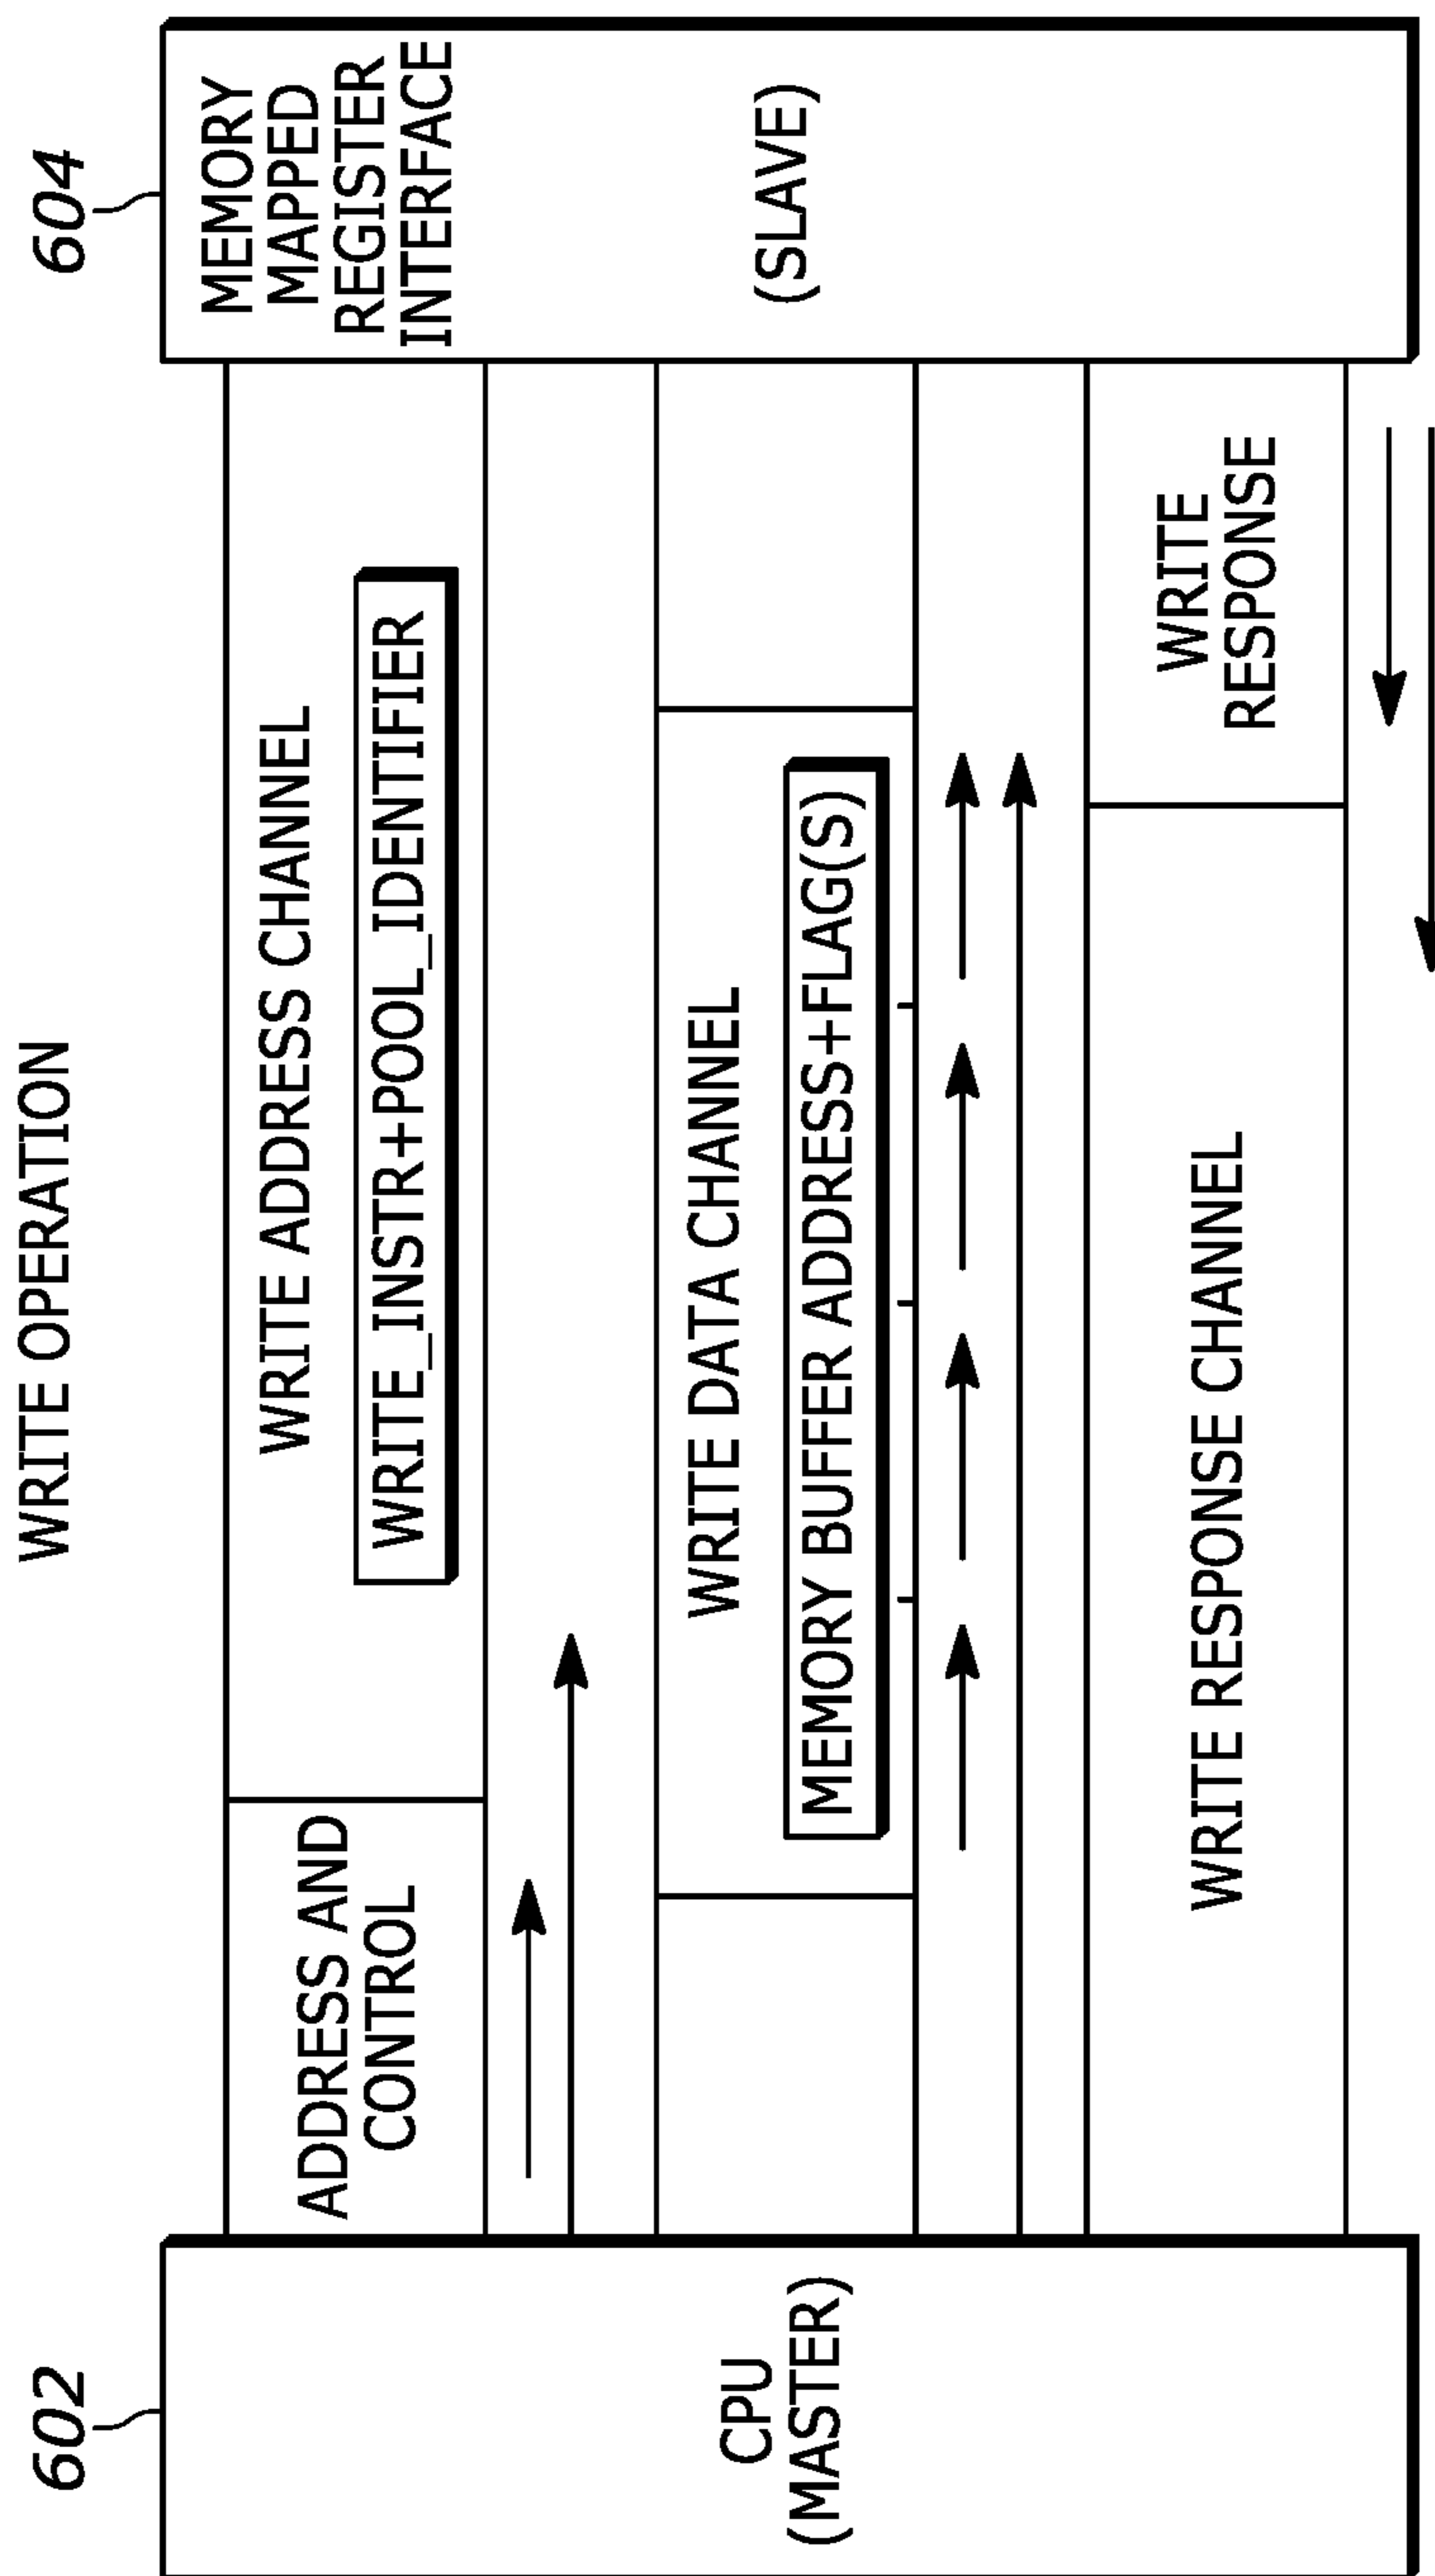 WRITE OPERATION
602
604
CPU
(MASTER)
ADDRESS AND
CONTROL
WRITE ADDRESS CHANNEL
WRITE_INSTR+POOL_IDENTIFIER
WRITE DATA CHANNEL
MEMORY BUFFER ADDRESS+FLAG(S)
WRITE RESPONSE CHANNEL
WRITE
RESPONSE
MEMORY
MAPPED
REGISTER
INTERFACE
(SLAVE)